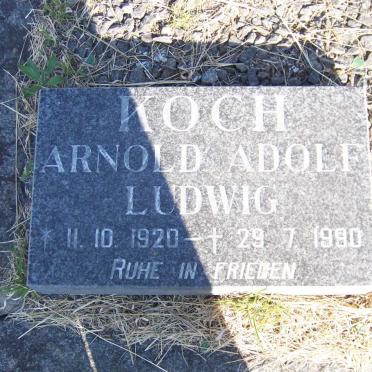 KOCH
ARNOLD ADOLF
LUDWIG
* 11. 10. 1920 - † 29. 7. 1990
RUHE IN FRIEDEN.